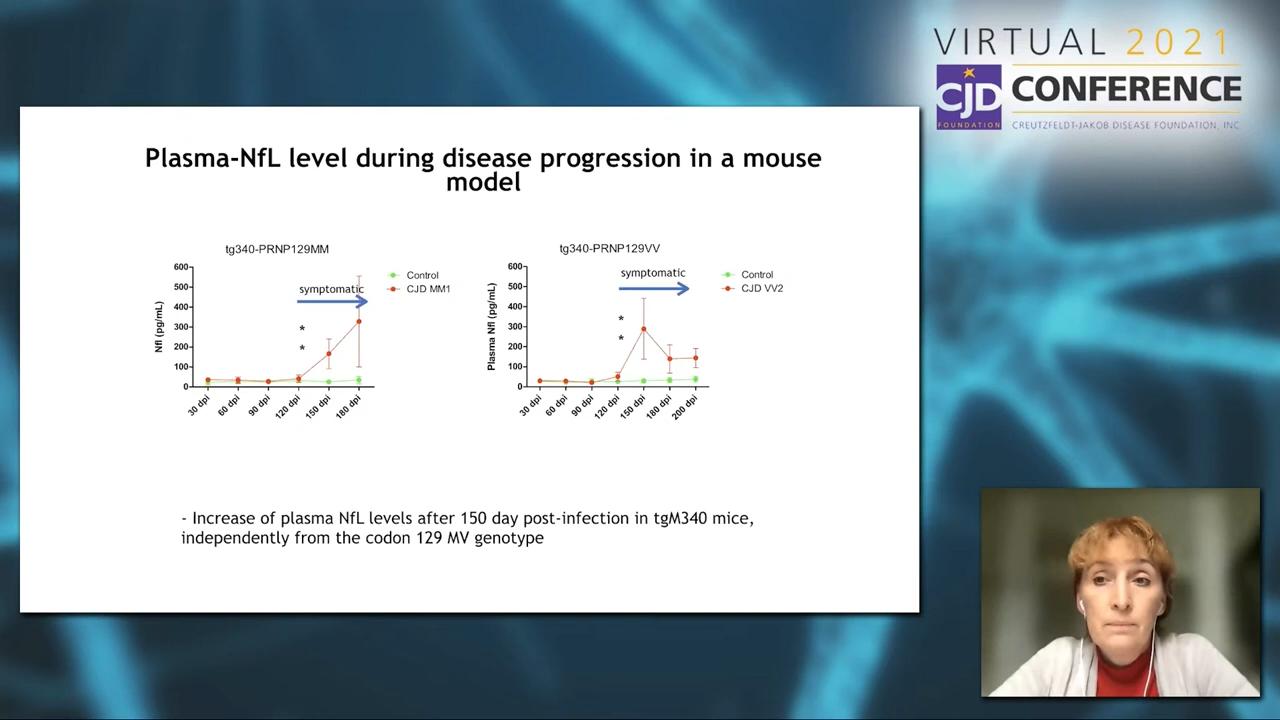 VIRTUAL 2021
CJD
FOUNDATION
CONFERENCE
CREUTZFELDT-JAKOB DISEASE FOUNDATION, INC.
Plasma-NfL level during disease progression in a mouse
model
tg340-PRNP129MM
Nfl (pg/mL)
600
500
400
300
200
100
0
symptomatic
*
*
Control
CJD MM1
30 dpi
60 dpi
90 dpi
120 dpi
150 dpi
180 dpi
tg340-PRNP129VV
Plasma Nfl (pg/mL)
600
500
400
300
200
100
0
symptomatic
*
*
Control
CJD VV2
30 dpi
60 dpi
90 dpi
120 dpi
150 dpi
180 dpi
200 dpi
- Increase of plasma NfL levels after 150 day post-infection in tgM340 mice,
independently from the codon 129 MV genotype